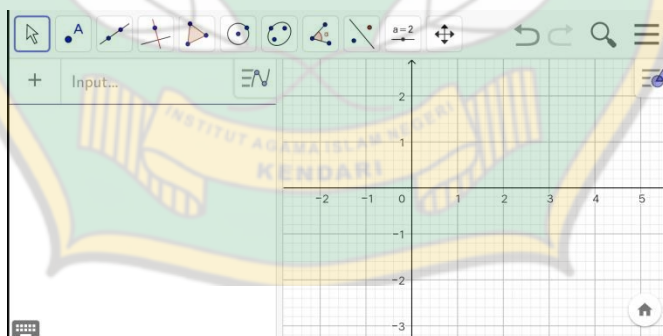 A
a=2
+ Input...
INSTITUT AGAMA ISLAM NEGERI
KENDARI
2
1
-2 -1 0 1 2 3 4 5
-1
-2
-3